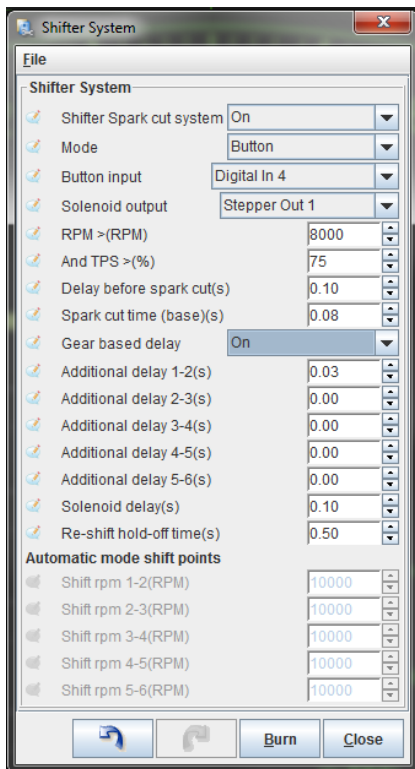 Shifter System
File
Shifter System
Shifter Spark cut system On
Mode Button
Button input Digital In 4
Solenoid output Stepper Out 1
RPM >(RPM) 8000
And TPS >(%) 75
Delay before spark cut(s) 0.10
Spark cut time (base)(s) 0.08
Gear based delay On
Additional delay 1-2(s) 0.03
Additional delay 2-3(s) 0.00
Additional delay 3-4(s) 0.00
Additional delay 4-5(s) 0.00
Additional delay 5-6(s) 0.00
Solenoid delay(s) 0.10
Re-shift hold-off time(s) 0.50
Automatic mode shift points
Shift rpm 1-2(RPM) 10000
Shift rpm 2-3(RPM) 10000
Shift rpm 3-4(RPM) 10000
Shift rpm 4-5(RPM) 10000
Shift rpm 5-6(RPM) 10000
Burn Close